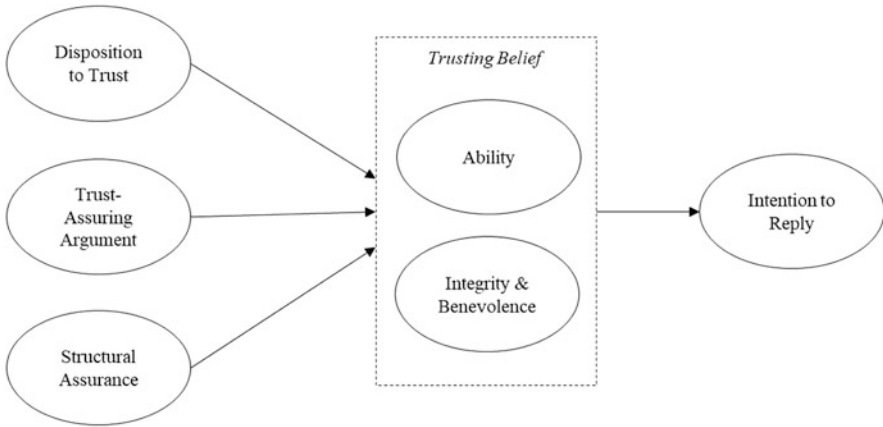 Disposition
to Trust
Trust-
Assuring
Argument
Structural
Assurance
Trusting Belief
Ability
Integrity &
Benevolence
Intention to
Reply